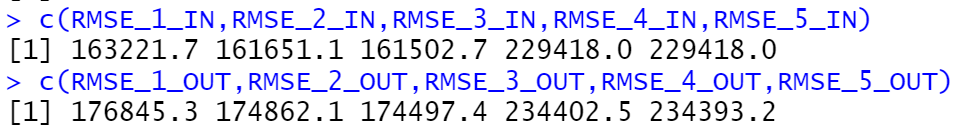 > c(RMSE_1_IN,RMSE_2_IN,RMSE_3_IN,RMSE_4_IN,RMSE_5_IN)
[1] 163221.7 161651.1 161502.7 229418.0 229418.0
> c(RMSE_1_OUT,RMSE_2_OUT,RMSE_3_OUT,RMSE_4_OUT,RMSE_5_OUT)
[1] 176845.3 174862.1 174497.4 234402.5 234393.2